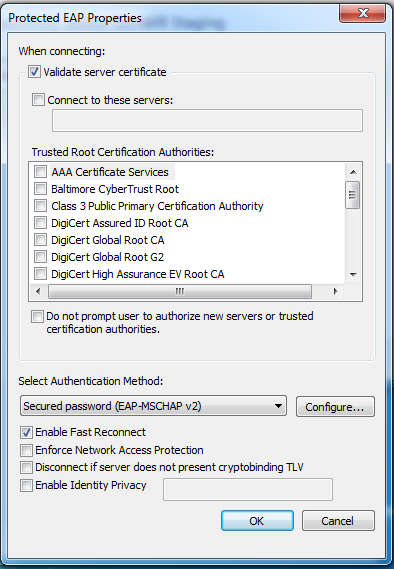 Protected EAP Properties
When connecting:
Validate server certificate
Connect to these servers:
Trusted Root Certification Authorities:
AAA Certificate Services
Baltimore CyberTrust Root
Class 3 Public Primary Certification Authority
DigiCert Assured ID Root CA
DigiCert Global Root CA
DigiCert Global Root G2
DigiCert High Assurance EV Root CA
Do not prompt user to authorize new servers or trusted
certification authorities.
Select Authentication Method:
Secured password (EAP-MSCHAP v2)
Configure...
Enable Fast Reconnect
Enforce Network Access Protection
Disconnect if server does not present cryptobinding TLV
Enable Identity Privacy
OK
Cancel